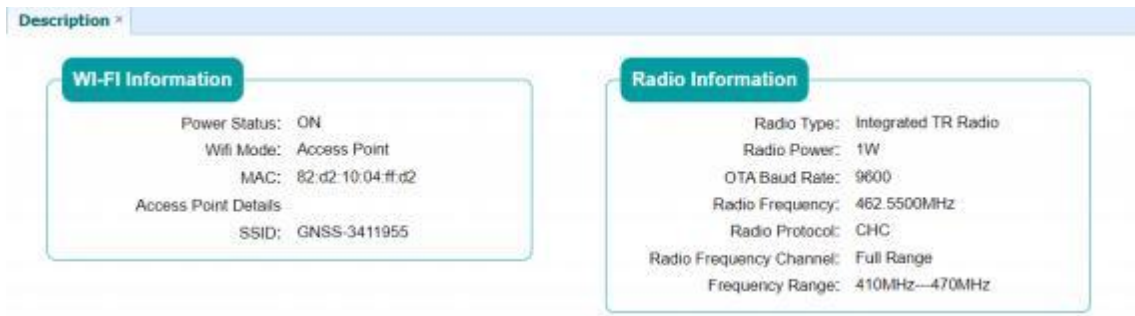 Description ×
WI-FI Information
Power Status: ON
Wifi Mode: Access Point
MAC: 82:d2:10:04:ff:d2
Access Point Details
SSID: GNSS-3411955
Radio Information
Radio Type: Integrated TR Radio
Radio Power: 1W
OTA Baud Rate: 9600
Radio Frequency: 462.5500MHz
Radio Protocol: CHC
Radio Frequency Channel: Full Range
Frequency Range: 410MHz---470MHz